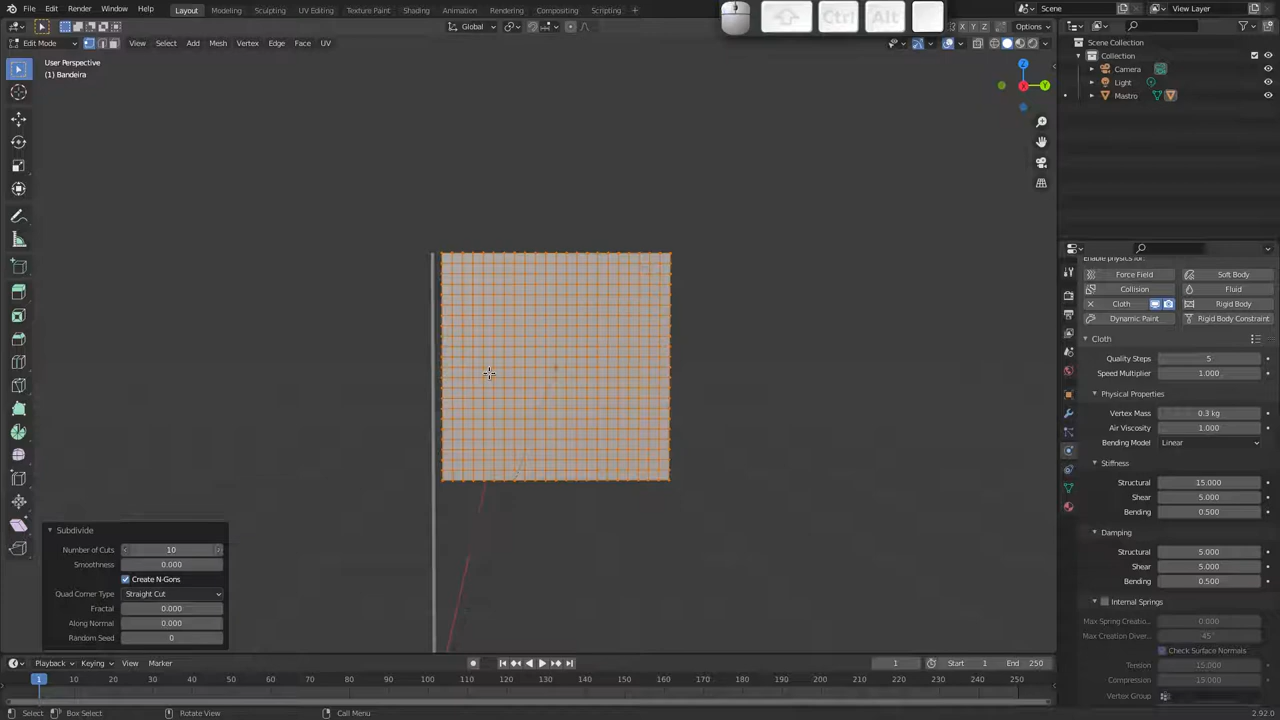 File Edit Render Window Help
Layout Modeling Sculpting UV Editing Texture Paint Shading Animation Rendering Compositing Scripting +
Ctrl Alt
Scene View Layer
Global Options
Edit Mode View Select Add Mesh Vertex Edge Face UV
User Perspective
(1) Bandeira
Z
Y
X
Scene Collection
Collection
Camera
Light
Mastro
Enable physics for:
Force Field Soft Body
Collision Fluid
Cloth Rigid Body
Dynamic Paint Rigid Body Constraint
Cloth
Quality Steps 5
Speed Multiplier 1.000
Physical Properties
Vertex Mass 0.3 kg
Air Viscosity 1.000
Bending Model Linear
Stiffness
Structural 15.000
Shear 5.000
Bending 0.500
Damping
Structural 5.000
Shear 5.000
Bending 0.500
Internal Springs
Max Spring Creatio... 0.000
Max Creation Diver... 45°
Check Surface Normals
Tension 15.000
Compression 15.000
Vertex Group
Subdivide
Number of Cuts 10
Smoothness 0.000
Create N-Gons
Quad Corner Type Straight Cut
Fractal 0.000
Along Normal 0.000
Random Seed 0
Playback Keying View Marker 1 Start 1 End 250
1 10 20 30 40 50 60 70 80 90 100 110 120 130 140 150 160 170 180 190 200 210 220 230 240 250
Select Box Select Rotate View Call Menu 2.92.0